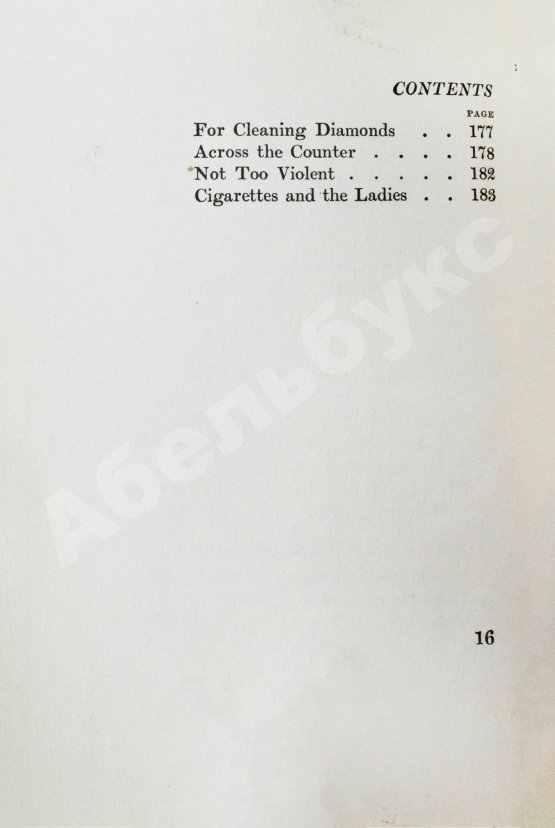 CONTENTS
PAGE
For Cleaning Diamonds . . 177
Across the Counter . . . . 178
Not Too Violent . . . . . 182
Cigarettes and the Ladies . . 183
Абельбукс
16